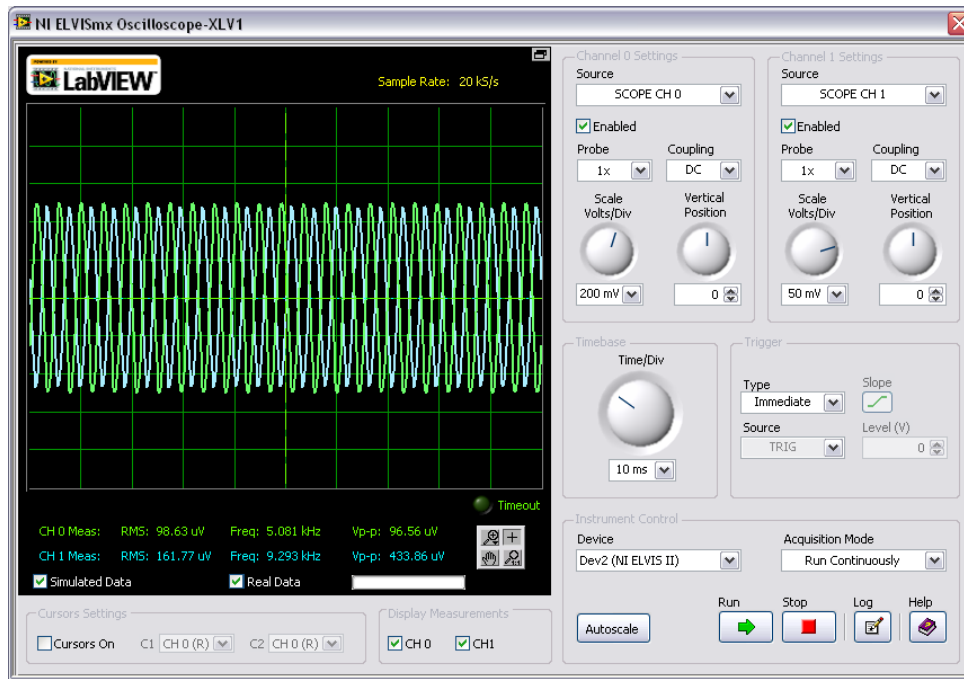 NI ELVISmx Oscilloscope-XLV1
LabVIEW
Sample Rate: 20 kS/s
Timeout
CH 0 Meas: RMS: 98.63 uV Freq: 5.081 kHz Vp-p: 96.56 uV
CH 1 Meas: RMS: 161.77 uV Freq: 9.293 kHz Vp-p: 433.86 uV
Simulated Data Real Data
Cursors Settings
Cursors On C1 CH 0 (R) C2 CH 0 (R)
Display Measurements
CH 0 CH1
Channel 0 Settings
Source
SCOPE CH 0
Enabled
Probe Coupling
1x DC
Scale Vertical
Volts/Div Position
200 mV 0
Channel 1 Settings
Source
SCOPE CH 1
Enabled
Probe Coupling
1x DC
Scale Vertical
Volts/Div Position
50 mV 0
Timebase
Time/Div
10 ms
Trigger
Type Slope
Immediate
Source Level (V)
TRIG 0
Instrument Control
Device Acquisition Mode
Dev2 (NI ELVIS II) Run Continuously
Run Stop Log Help
Autoscale